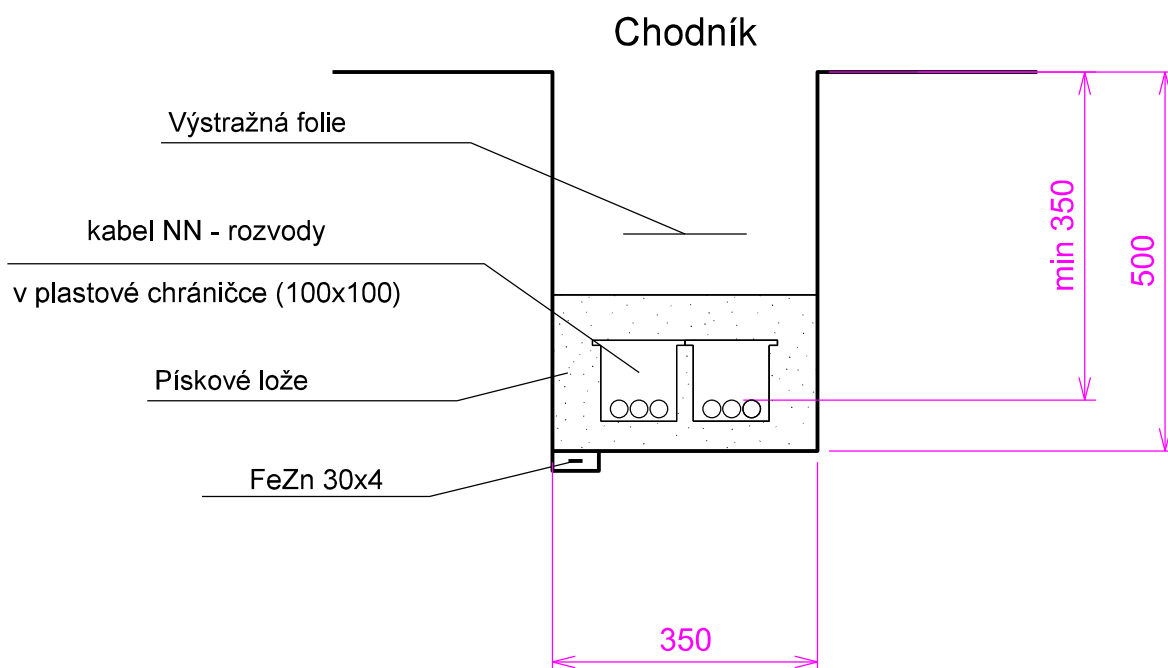 Chodník
Výstražná folie
kabel NN - rozvody
v plastové chráničce (100x100)
Pískové lože
FeZn 30x4
min 350
500
350